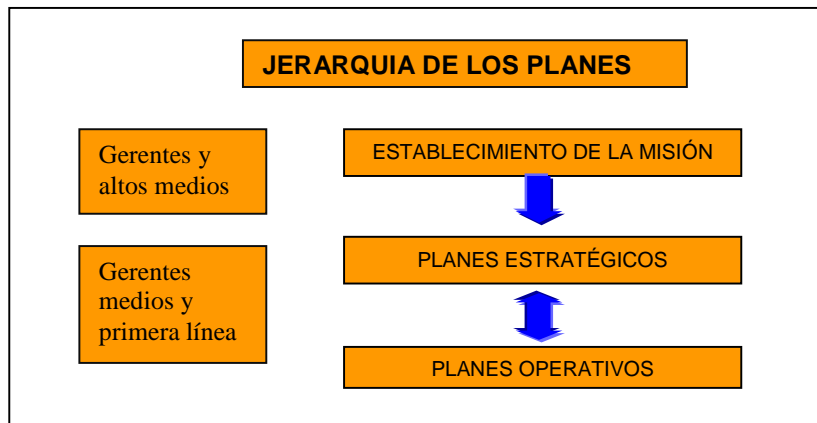 JERARQUIA DE LOS PLANES
Gerentes y
altos medios
ESTABLECIMIENTO DE LA MISIÓN
Gerentes
medios y
primera línea
PLANES ESTRATÉGICOS
PLANES OPERATIVOS